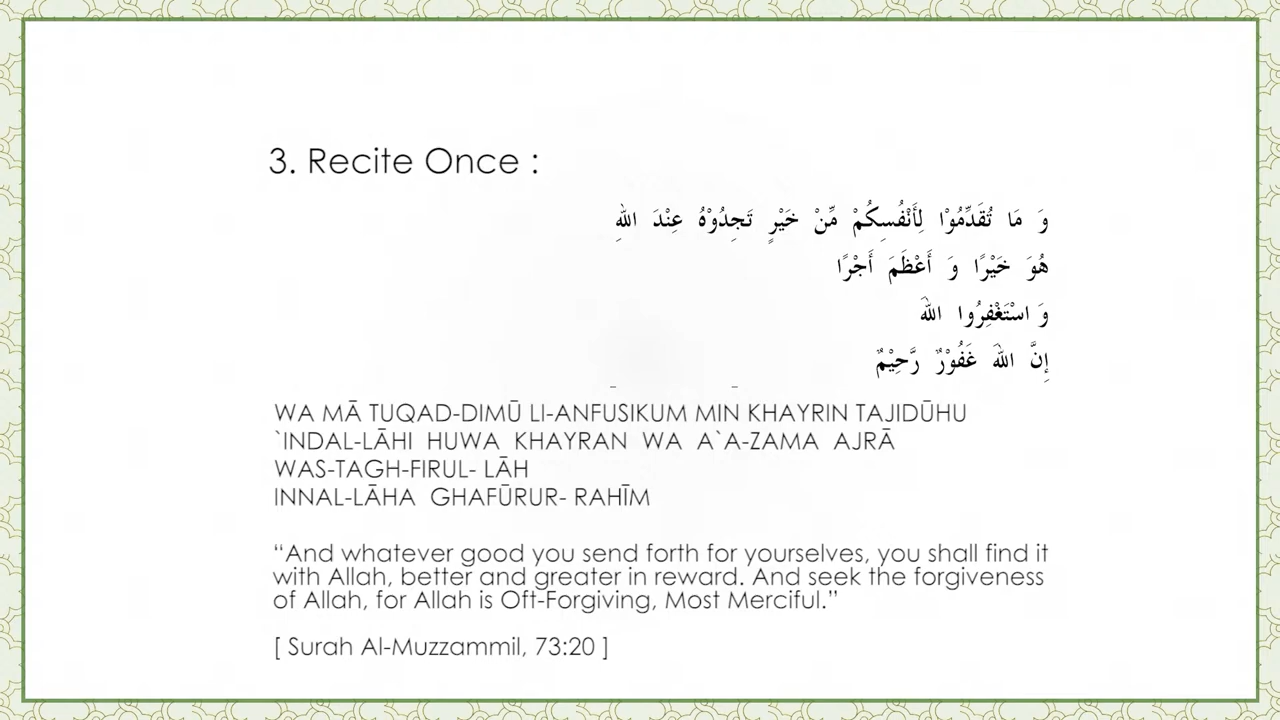 3. Recite Once :
وَ مَا تُقَدِّمُوْا لِأَنْفُسِكُمْ مِّنْ خَيْرٍ تَجِدُوْهُ عِنْدَ اللهِ
هُوَ خَيْرًا وَ أَعْظَمَ أَجْرًا
وَ اسْتَغْفِرُوا اللهَ
إِنَّ اللهَ غَفُوْرٌ رَّحِيْمٌ
WA MĀ TUQAD-DIMŪ LI-ANFUSIKUM MIN KHAYRIN TAJIDŪHU
`INDAL-LĀHI HUWA KHAYRAN WA A`A-ZAMA AJRĀ
WAS-TAGH-FIRUL- LĀH
INNAL-LĀHA GHAFŪRUR- RAHĪM
“And whatever good you send forth for yourselves, you shall find it
with Allah, better and greater in reward. And seek the forgiveness
of Allah, for Allah is Oft-Forgiving, Most Merciful.”
[ Surah Al-Muzzammil, 73:20 ]